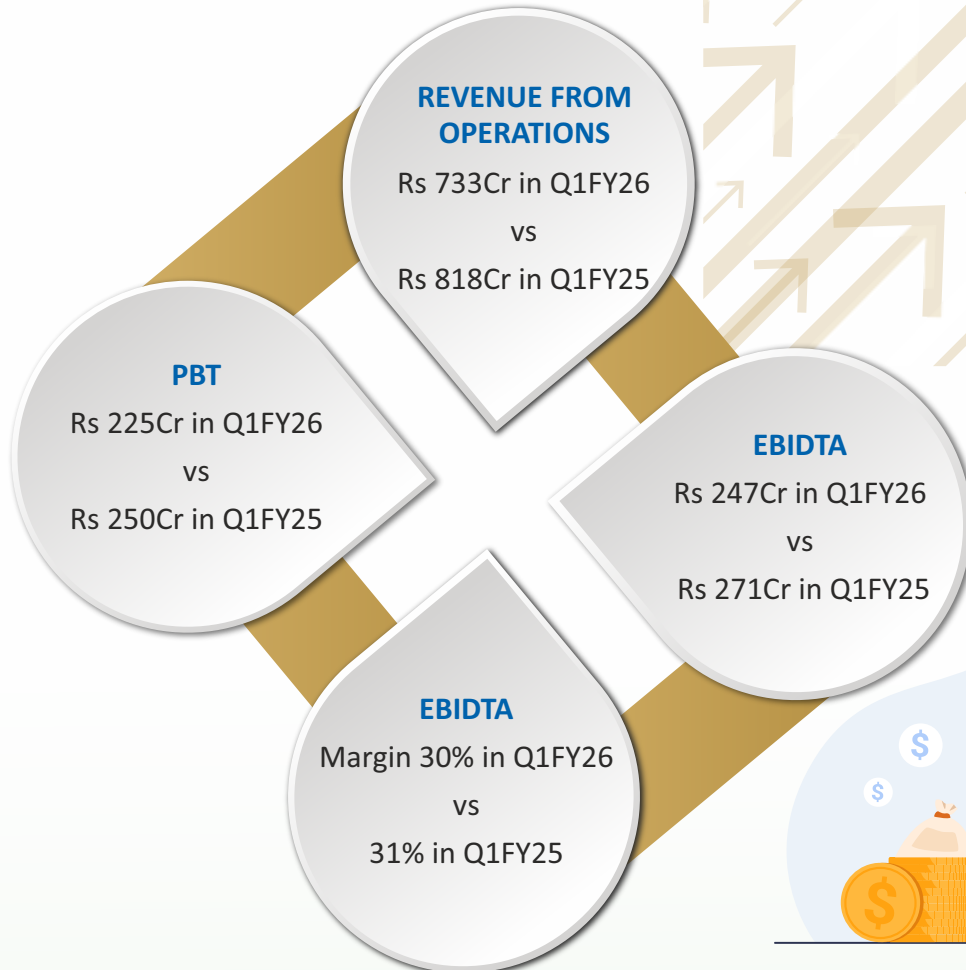 REVENUE FROM
OPERATIONS
Rs 733Cr in Q1FY26
vs
Rs 818Cr in Q1FY25
PBT
Rs 225Cr in Q1FY26
vs
Rs 250Cr in Q1FY25
EBIDTA
Rs 247Cr in Q1FY26
vs
Rs 271Cr in Q1FY25
EBIDTA
Margin 30% in Q1FY26
vs
31% in Q1FY25
$
$
$